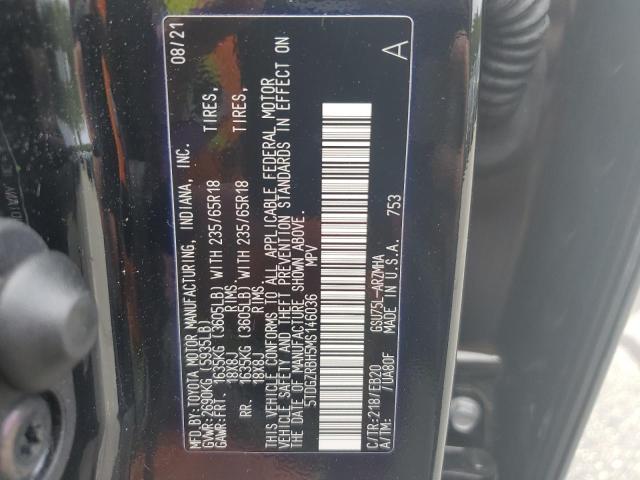 MFD.BY: TOYOTA MOTOR MANUFACTURING, INDIANA, INC. 08/21
GVWR: 2690KG (5935LB)
GAWR: FRT. 1635KG (3605LB) WITH 235/65R18 TIRES,
18X8J RIMS.
RR. 1635KG (3605LB) WITH 235/65R18 TIRES,
18X8J RIMS.
THIS VEHICLE CONFORMS TO ALL APPLICABLE FEDERAL MOTOR
VEHICLE SAFETY AND THEFT PREVENTION STANDARDS IN EFFECT ON
THE DATE OF MANUFACTURE SHOWN ABOVE.
5TDGZRBH5MS146036 MPV
C/TR: 218/EB20 GSU75L-ARZMHA A
A/TM: /UA80F MADE IN U.S.A. 753